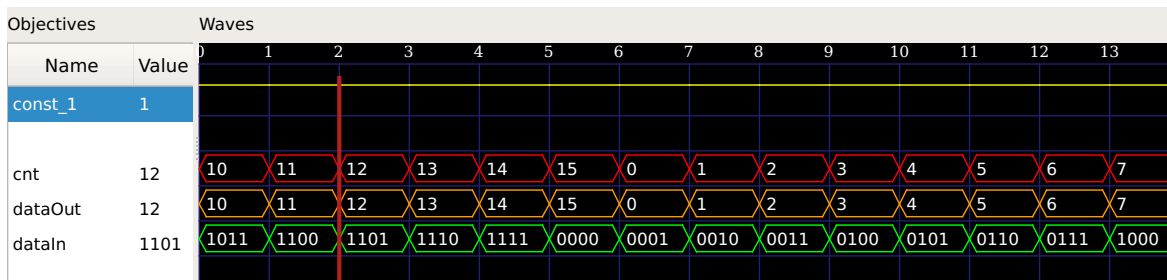 Objectives Waves
Name Value 0 1 2 3 4 5 6 7 8 9 10 11 12 13
const_1 1
cnt 12 10 11 12 13 14 15 0 1 2 3 4 5 6 7
dataOut 12 10 11 12 13 14 15 0 1 2 3 4 5 6 7
dataIn 1101 1011 1100 1101 1110 1111 0000 0001 0010 0011 0100 0101 0110 0111 1000